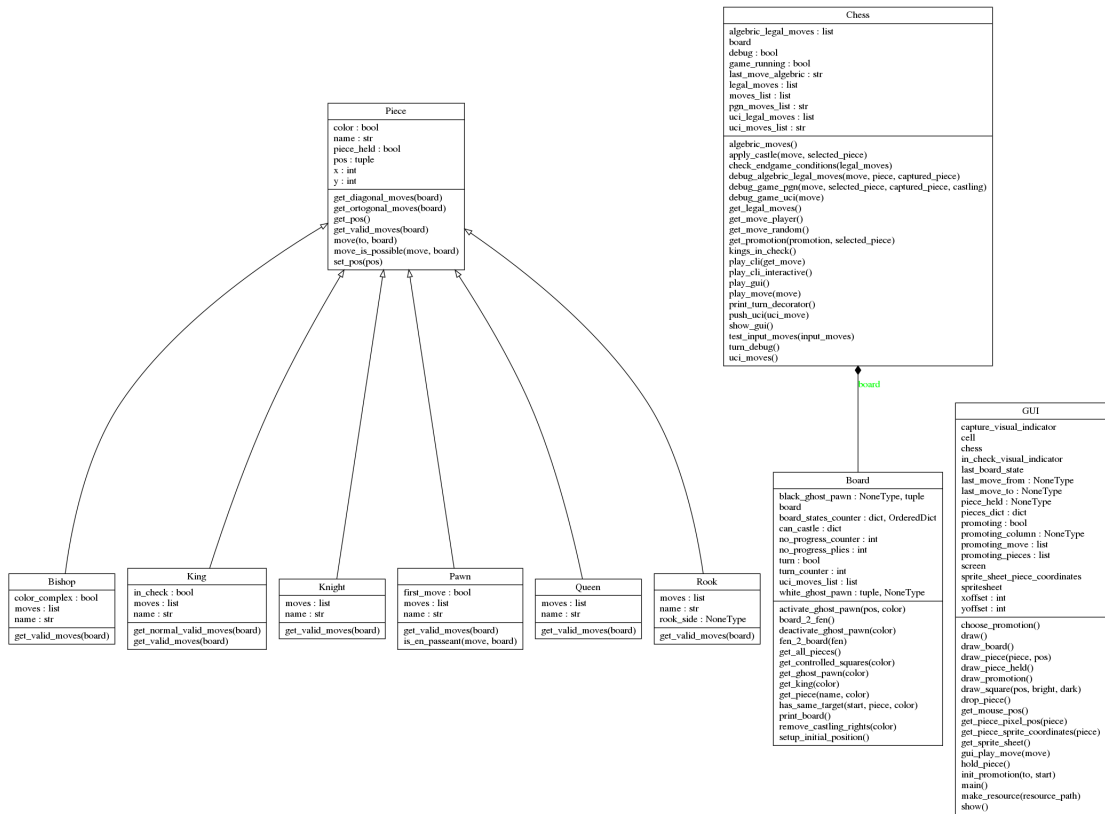 Chess
algebric_legal_moves : list
board
debug : bool
game_running : bool
last_move_algebric : str
legal_moves : list
moves_list : list
pgn_moves_list : str
uci_legal_moves : list
uci_moves_list : str
algebric_moves()
apply_castle(move, selected_piece)
check_endgame_conditions(legal_moves)
debug_algebric_legal_moves(move, piece, captured_piece)
debug_game_pgn(move, selected_piece, captured_piece, castling)
debug_game_uci(move)
get_legal_moves()
get_move_player()
get_move_random()
get_promotion(promotion, selected_piece)
kings_in_check()
play_cli(get_move)
play_cli_interactive()
play_gui()
play_move(move)
print_turn_decorator()
push_uci(uci_move)
show_gui()
test_input_moves(input_moves)
turn_debug()
uci_moves()
Piece
color : bool
name : str
piece_held : bool
pos : tuple
x : int
y : int
get_diagonal_moves(board)
get_ortogonal_moves(board)
get_pos()
get_valid_moves(board)
move(to, board)
move_is_possible(move, board)
set_pos(pos)
board
GUI
capture_visual_indicator
cell
chess
in_check_visual_indicator
last_board_state
last_move_from : NoneType
last_move_to : NoneType
piece_held : NoneType
pieces_dict : dict
promoting : bool
promoting_column : NoneType
promoting_move : list
promoting_pieces : list
screen
sprite_sheet_piece_coordinates
spritesheet
xoffset : int
yoffset : int
choose_promotion()
draw()
draw_board()
draw_piece(piece, pos)
draw_piece_held()
draw_promotion()
draw_square(pos, bright, dark)
drop_piece()
get_mouse_pos()
get_piece_pixel_pos(piece)
get_piece_sprite_coordinates(piece)
get_sprite_sheet()
gui_play_move(move)
hold_piece()
init_promotion(to, start)
main()
make_resource(resource_path)
show()
Board
black_ghost_pawn : NoneType, tuple
board
board_states_counter : dict, OrderedDict
can_castle : dict
no_progress_counter : int
no_progress_plies : int
turn : bool
turn_counter : int
uci_moves_list : list
white_ghost_pawn : tuple, NoneType
activate_ghost_pawn(pos, color)
board_2_fen()
deactivate_ghost_pawn(color)
fen_2_board(fen)
get_all_pieces()
get_controlled_squares(color)
get_ghost_pawn(color)
get_king(color)
get_piece(name, color)
has_same_target(start, piece, color)
print_board()
remove_castling_rights(color)
setup_initial_position()
Bishop
color_complex : bool
moves : list
name : str
get_valid_moves(board)
King
in_check : bool
moves : list
name : str
get_normal_valid_moves(board)
get_valid_moves(board)
Knight
moves : list
name : str
get_valid_moves(board)
Pawn
first_move : bool
moves : list
name : str
get_valid_moves(board)
is_en_passeant(move, board)
Queen
moves : list
name : str
get_valid_moves(board)
Rook
moves : list
name : str
rook_side : NoneType
get_valid_moves(board)